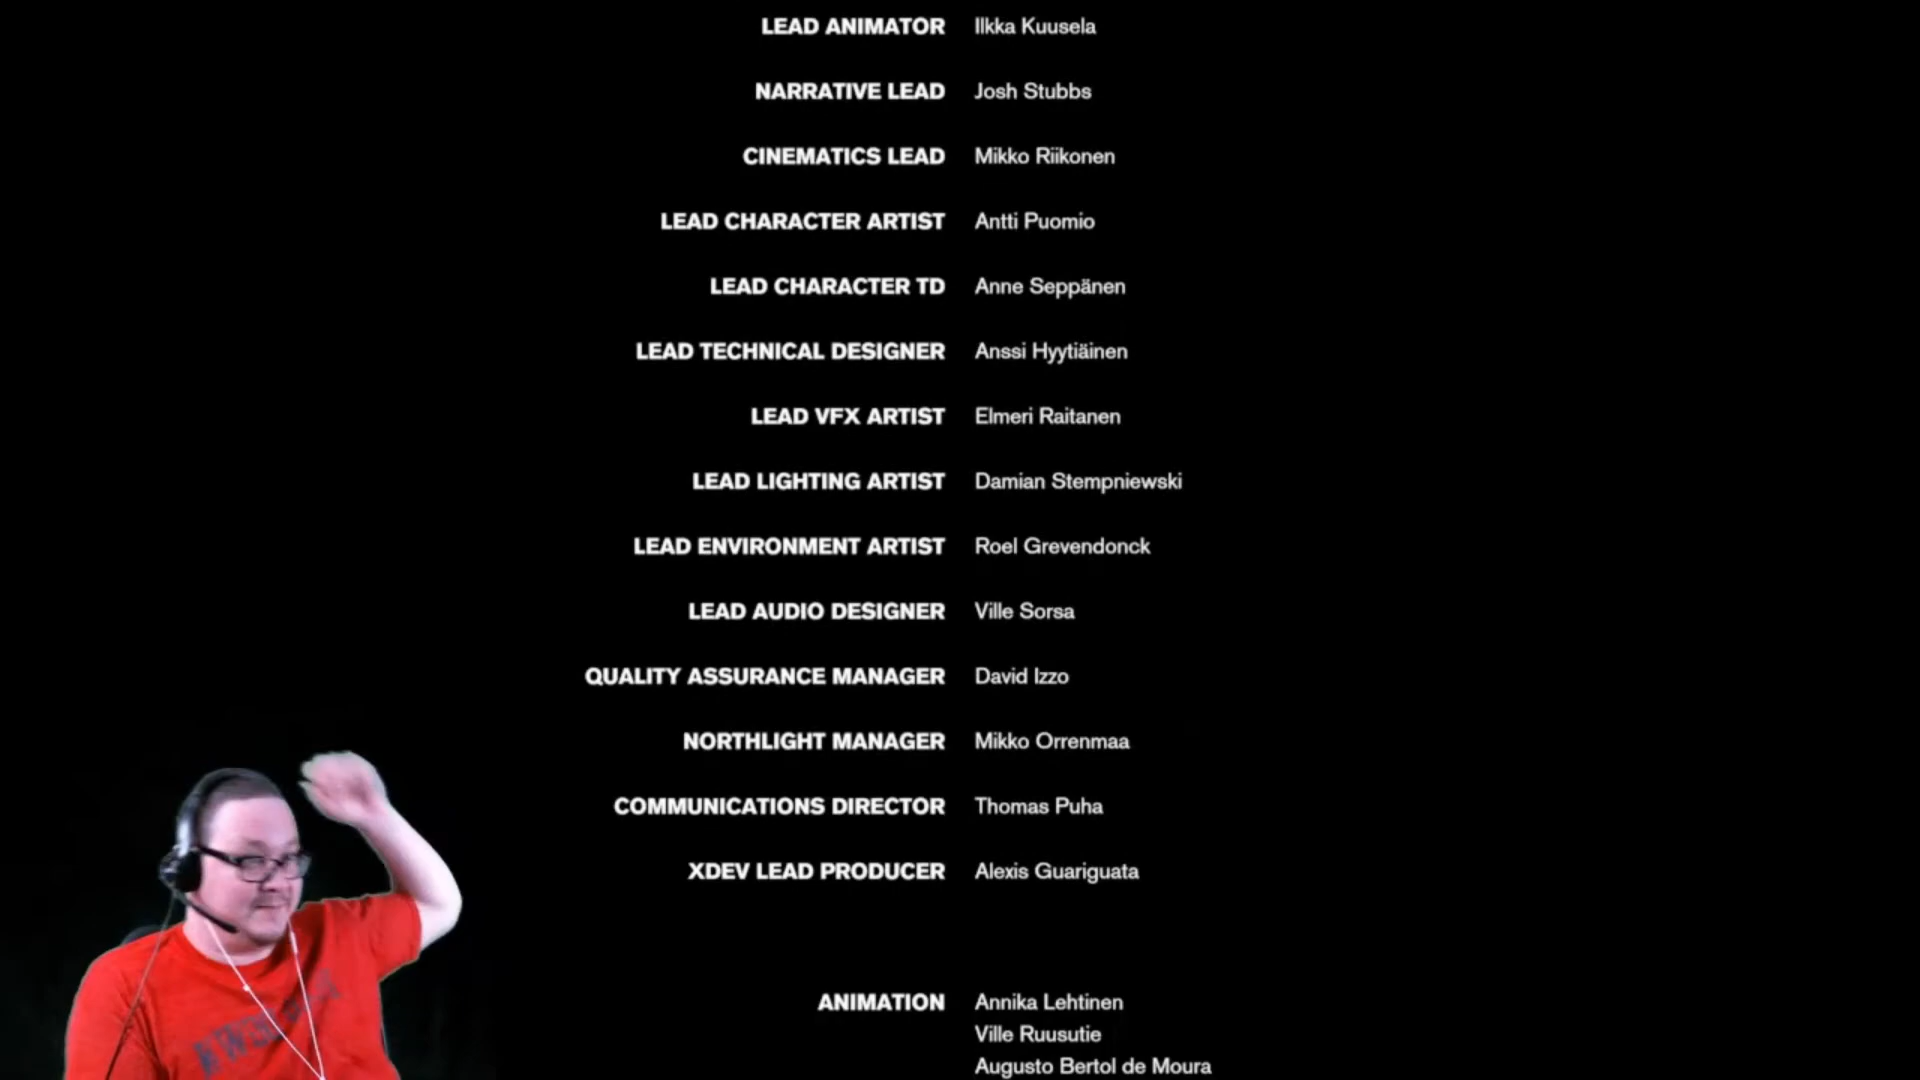 LEAD ANIMATOR Ilkka Kuusela
NARRATIVE LEAD Josh Stubbs
CINEMATICS LEAD Mikko Riikonen
LEAD CHARACTER ARTIST Antti Puomio
LEAD CHARACTER TD Anne Seppänen
LEAD TECHNICAL DESIGNER Anssi Hyytiäinen
LEAD VFX ARTIST Elmeri Raitanen
LEAD LIGHTING ARTIST Damian Stempniewski
LEAD ENVIRONMENT ARTIST Roel Grevendonck
LEAD AUDIO DESIGNER Ville Sorsa
QUALITY ASSURANCE MANAGER David Izzo
NORTHLIGHT MANAGER Mikko Orrenmaa
COMMUNICATIONS DIRECTOR Thomas Puha
XDEV LEAD PRODUCER Alexis Guariguata
ANIMATION Annika Lehtinen
Ville Ruusutie
Augusto Bertol de Moura